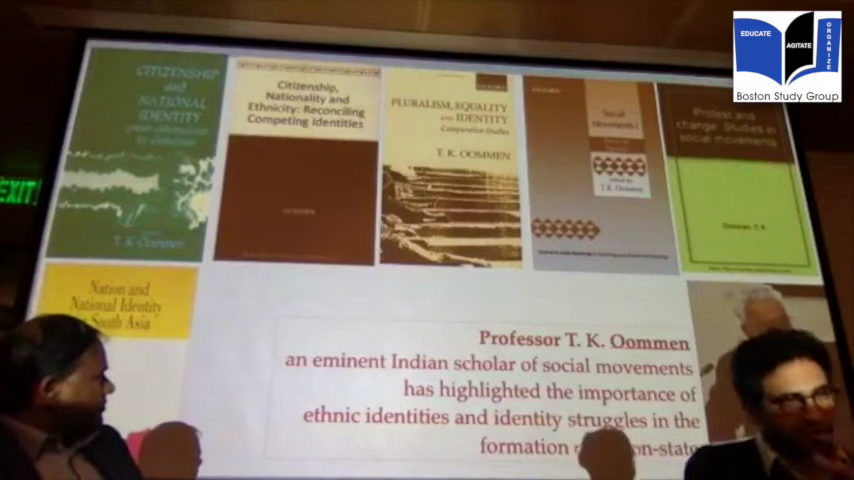 EDUCATE
AGITATE
ORGANIZE
Boston Study Group
EXIT
CITIZENSHIP
and
NATIONAL
IDENTITY
T. K. Oommen
Citizenship,
Nationality and
Ethnicity: Reconciling
Competing Identities
OXFORD
PLURALISM, EQUALITY
AND IDENTITY
Comparative Studies
T. K. OOMMEN
Social
Movements I
edited by
T.K. Oommen
Protest and
change: Studies in
social movements
Oommen, T.K.
Nation and
National Identity
South Asia
Professor T. K. Oommen
an eminent Indian scholar of social movements
has highlighted the importance of
ethnic identities and identity struggles in the
formation